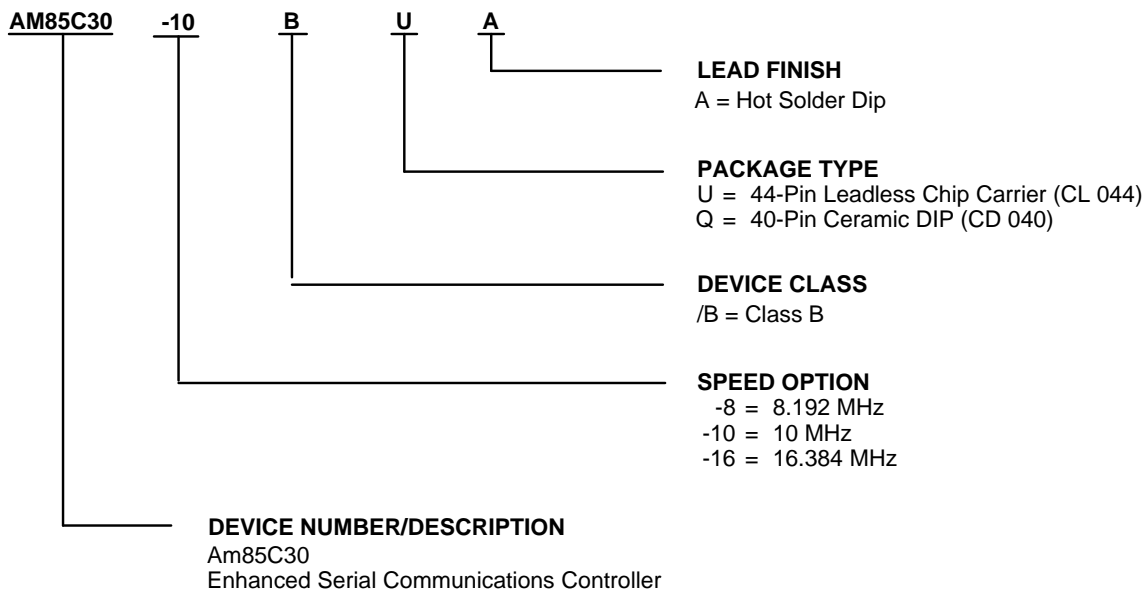 AM85C30 -10 B U A
LEAD FINISH
A = Hot Solder Dip
PACKAGE TYPE
U = 44-Pin Leadless Chip Carrier (CL 044)
Q = 40-Pin Ceramic DIP (CD 040)
DEVICE CLASS
/B = Class B
SPEED OPTION
-8 = 8.192 MHz
-10 = 10 MHz
-16 = 16.384 MHz
DEVICE NUMBER/DESCRIPTION
Am85C30
Enhanced Serial Communications Controller